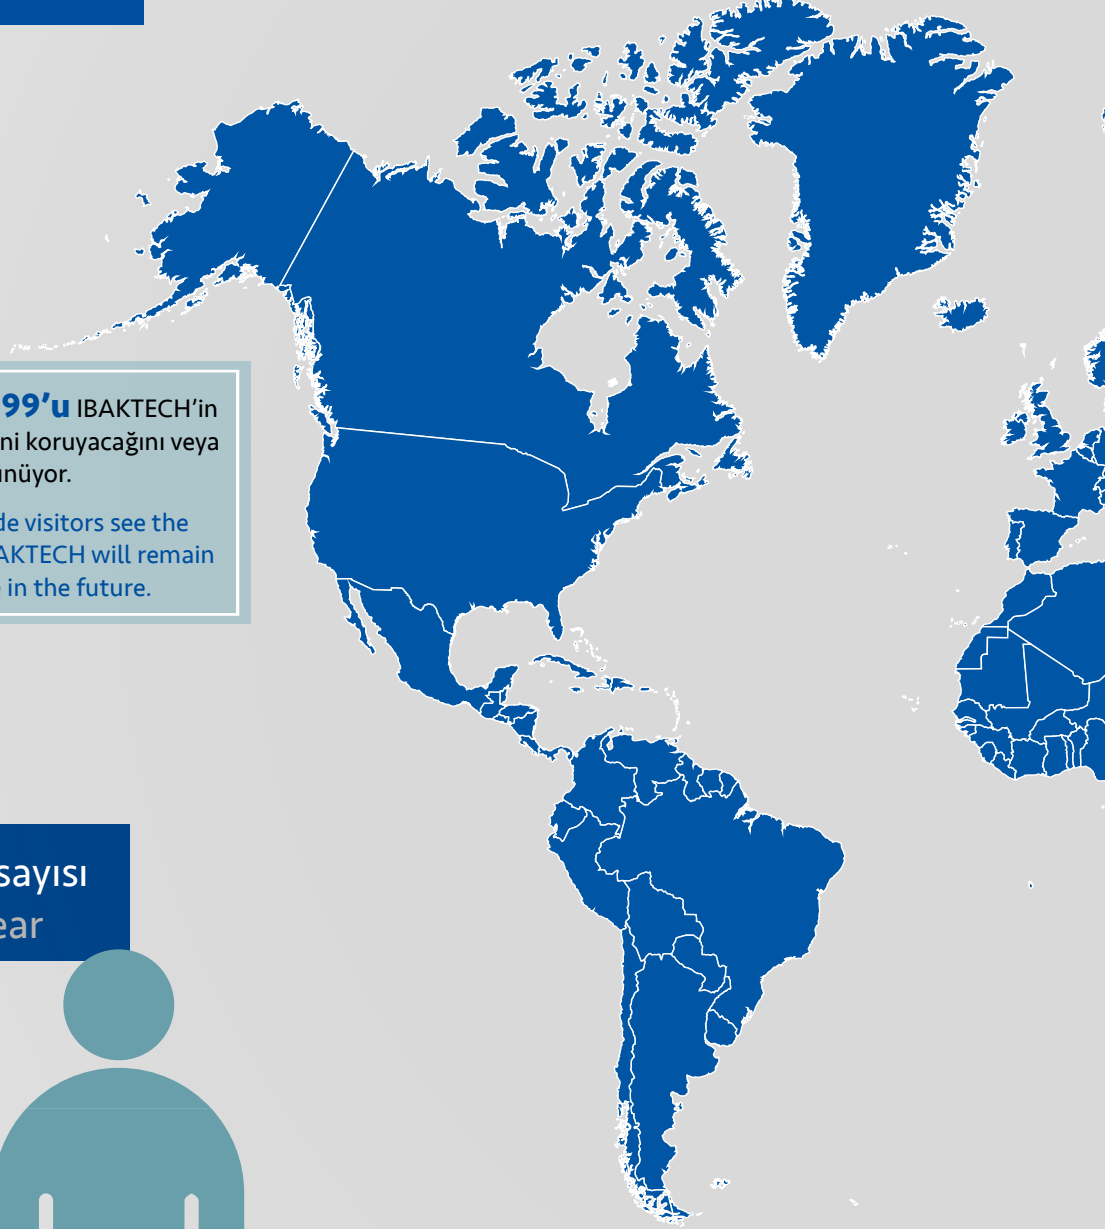 99'u IBAKTECH'in
ni koruyacağını veya
nüyor.
de visitors see the
AKTECH will remain
in the future.
sayısı
ear